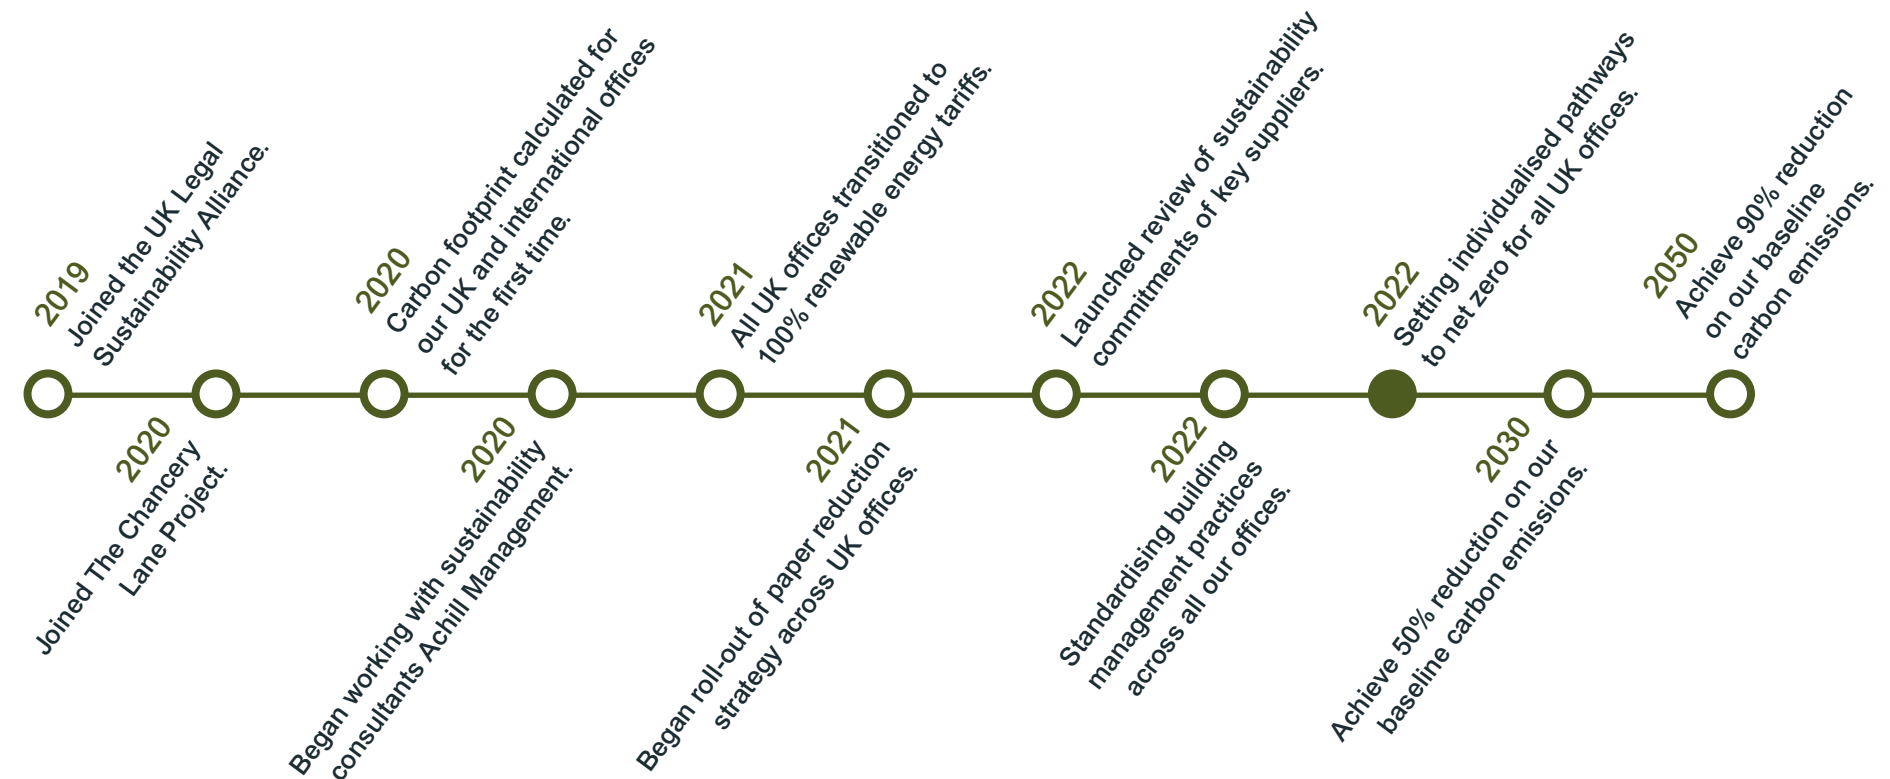 2019
Joined the UK Legal
Sustainability Alliance.
2020
Joined The Chancery
Lane Project.
2020
Carbon footprint calculated for
our UK and international offices
for the first time.
2020
Began working with sustainability
consultants Achill Management.
2021
All UK offices transitioned to
100% renewable energy tariffs.
2021
Began roll-out of paper reduction
strategy across UK offices.
2022
Launched review of sustainability
commitments of key suppliers.
2022
Standardising building
management practices
across all our offices.
2022
Setting individualised pathways
to net zero for all UK offices.
2030
Achieve 50% reduction on our
baseline carbon emissions.
2050
Achieve 90% reduction
on our baseline
carbon emissions.